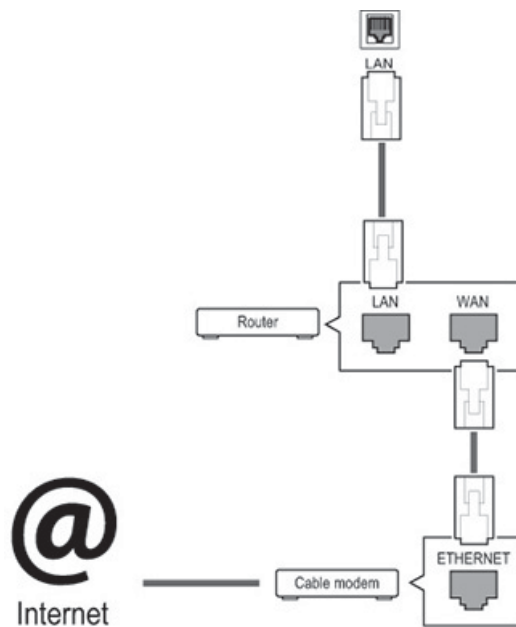 LAN
LAN WAN
Router
ETHERNET
Cable modem
@
Internet